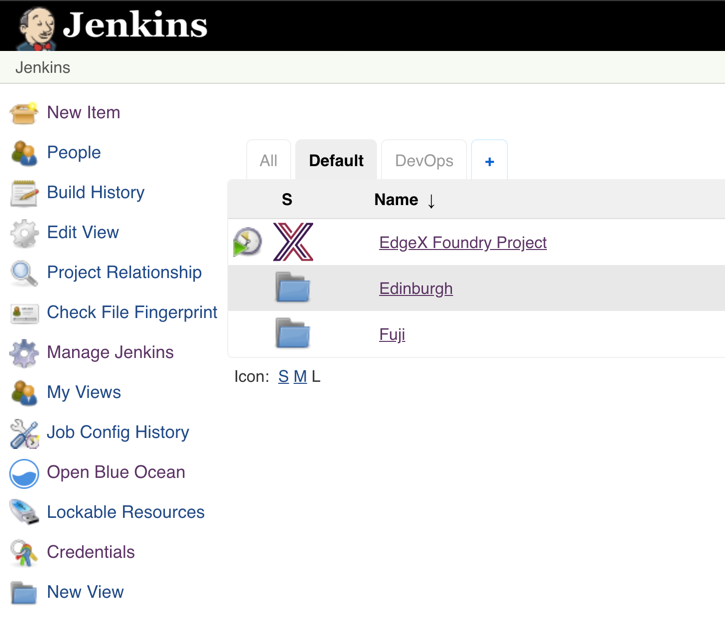 Jenkins
Jenkins
New Item
People
Build History
Edit View
Project Relationship
Check File Fingerprint
Manage Jenkins
My Views
Job Config History
Open Blue Ocean
Lockable Resources
Credentials
New View
All Default DevOps +
S Name ↓
EdgeX Foundry Project
Edinburgh
Fuji
Icon: S M L